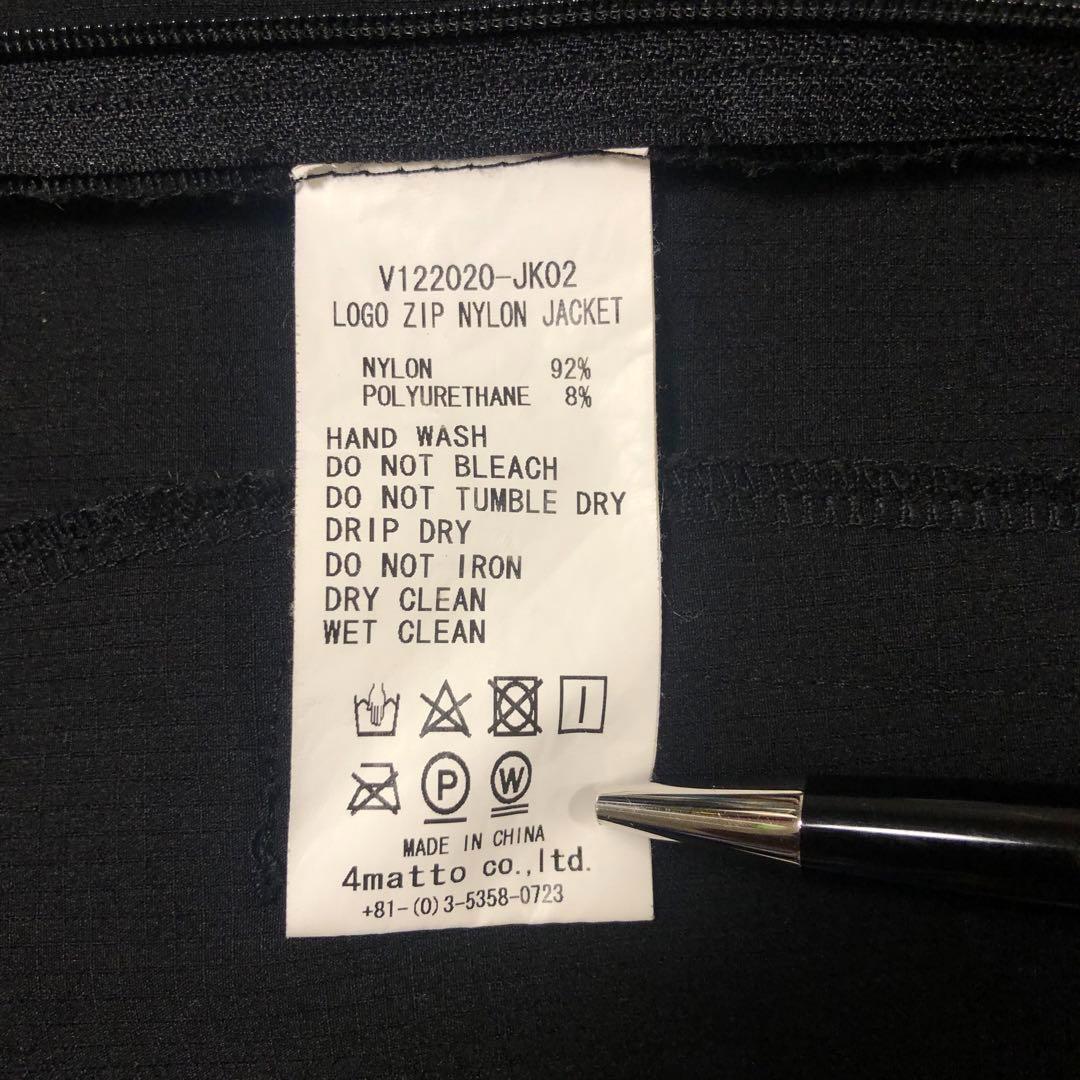 V122020-JK02
LOGO ZIP NYLON JACKET
NYLON 92%
POLYURETHANE 8%
HAND WASH
DO NOT BLEACH
DO NOT TUMBLE DRY
DRIP DRY
DO NOT IRON
DRY CLEAN
WET CLEAN
P W
MADE IN CHINA
4matto co.,ltd.
+81-(0)3-5358-0723